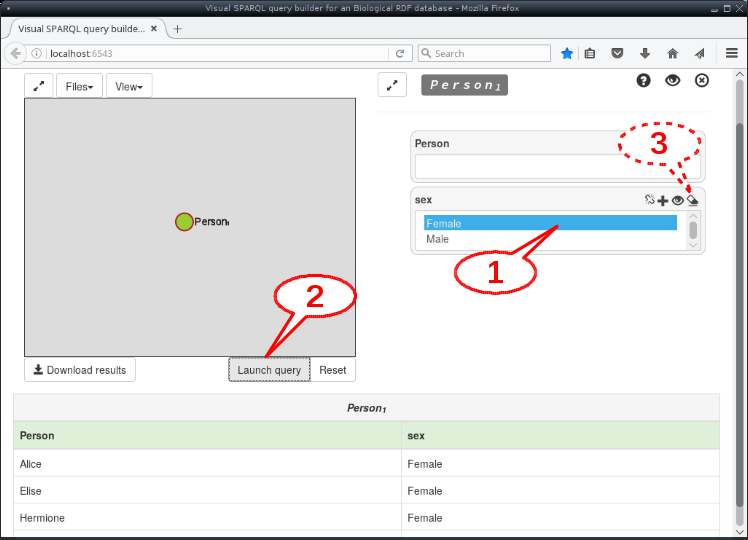 Visual SPARQL query builder for an Biological RDF database - Mozilla Firefox
Visual SPARQL query builde...
localhost:6543
Search
Files
View
Person1
Person1
Person
sex
Female
Male
1
2
3
Download results
Launch query
Reset
Person1
Person sex
Alice Female
Elise Female
Hermione Female